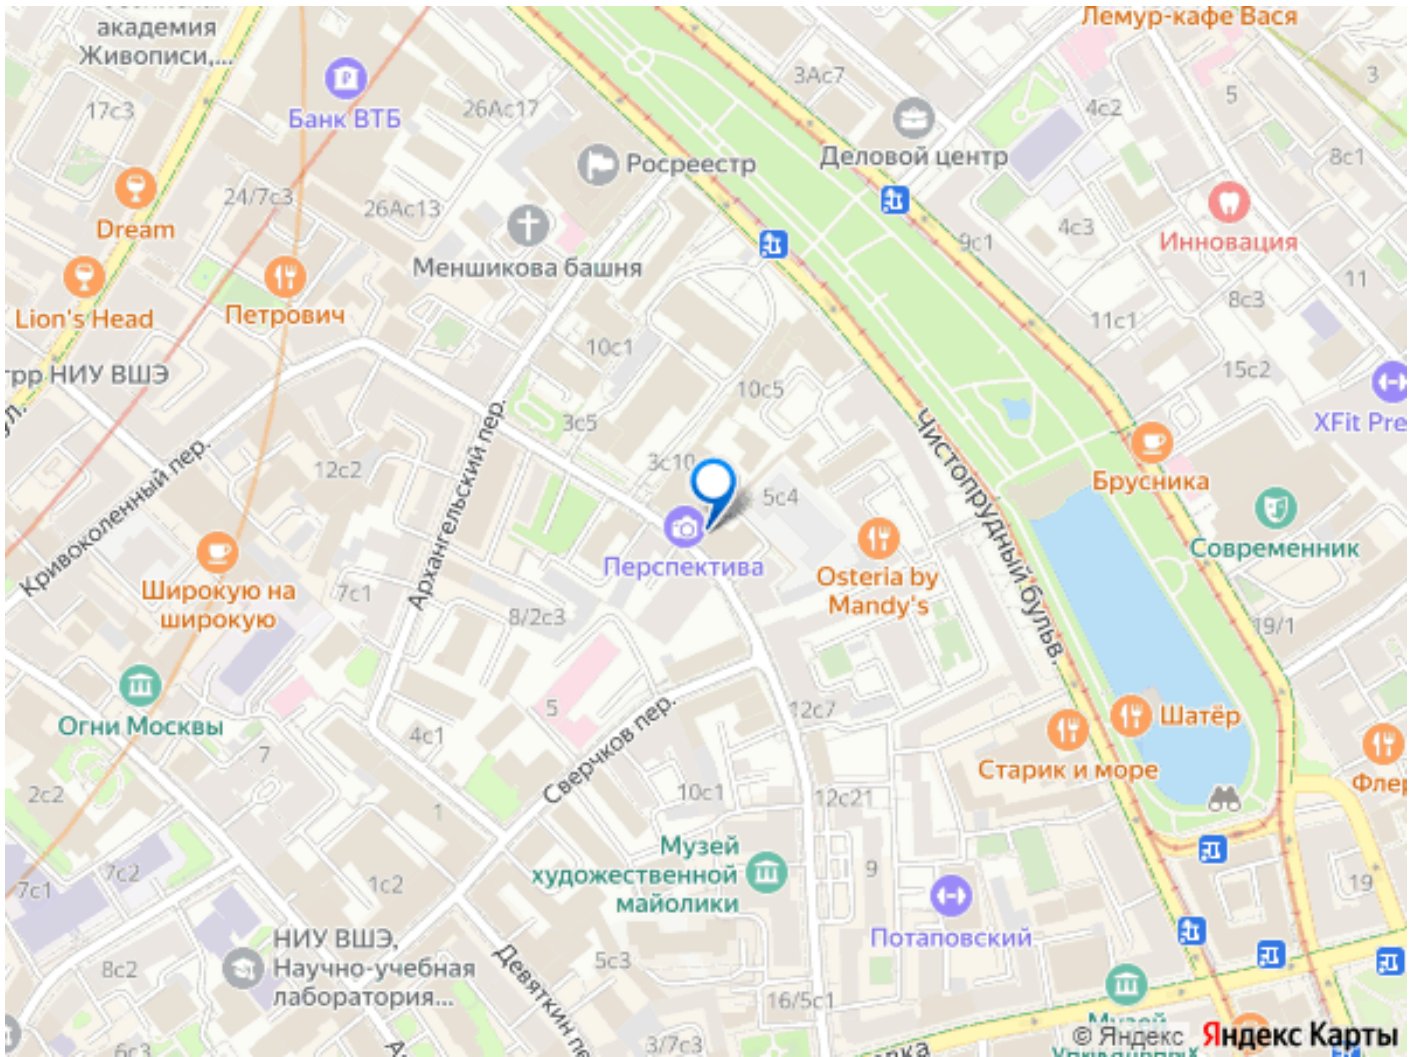 академия
Живописи,...
Лемур-кафе Вася
17с3
Банк ВТБ
26Ас17
3Ас7
4с2
5
3
Росреестр
Деловой центр
8с1
Dream
24/7с3
26Ас13
Меншикова башня
9с1
4с3
Инновация
Lion's Head
Петрович
11
8с3
11с1
10с1
НИУ ВШЭ
15с2
10с5
XFit Pre
ул.
3с5
Архангельский пер.
Чистопрудный бульв.
12с2
3с10
5с4
Брусника
Кривоколенный пер.
Современник
Перспектива
Osteria by
Mandy's
Широкую на
широкую
7с1
8/2с3
19/1
Огни Москвы
5
12с7
Шатёр
4с1
7
Сверчков пер.
Старик и море
Флер
2с2
1
10с1
12с21
Музей
художественной
майолики
9
7с2
7с1
1с2
19
НИУ ВШЭ,
Научно-учебная
лаборатория...
Потаповский
8с2
5с3
Девяткин пер
16/5с1
Музей
6с3
3/7с3
© Яндекс Яндекс Карты